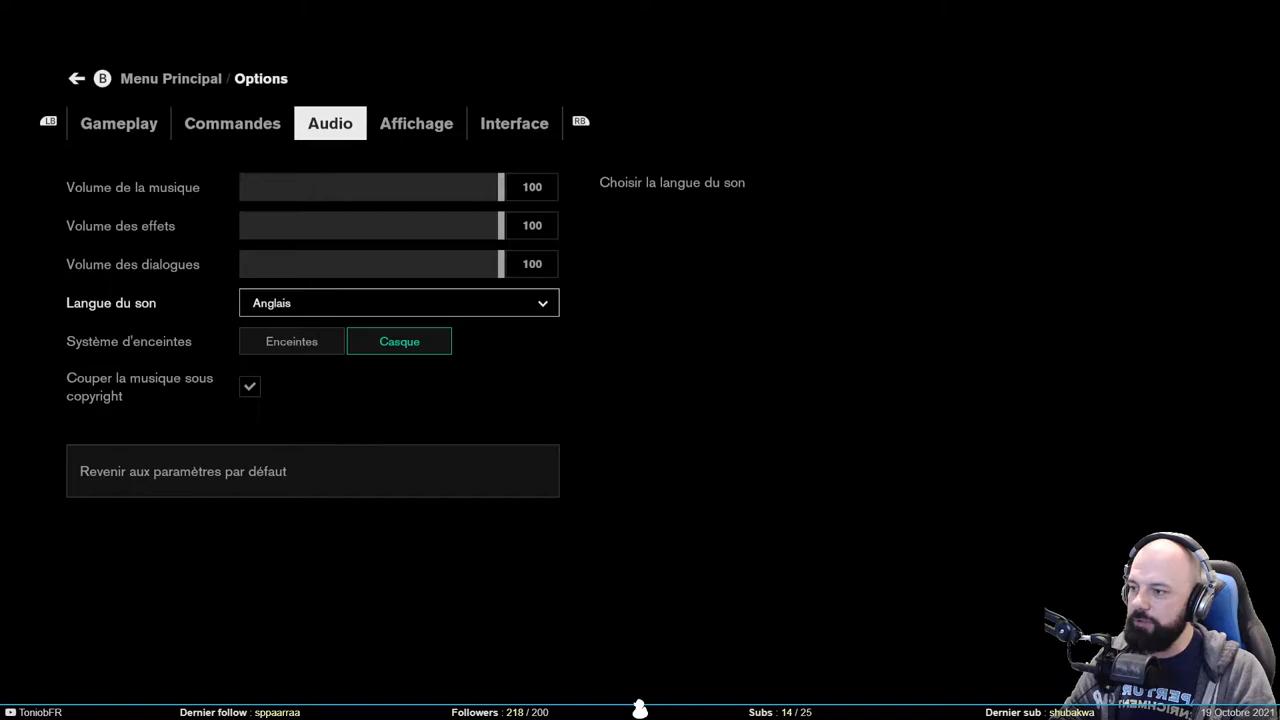 B Menu Principal / Options
LB Gameplay Commandes Audio Affichage Interface RB
Volume de la musique 100
Choisir la langue du son
Volume des effets 100
Volume des dialogues 100
Langue du son Anglais
Système d'enceintes Enceintes Casque
Couper la musique sous
copyright
Revenir aux paramètres par défaut
ToniobFR Dernier follow : sppaarraa Followers : 218 / 200 Subs : 14 / 25 Dernier sub : shubakwa 19 Octobre 2021